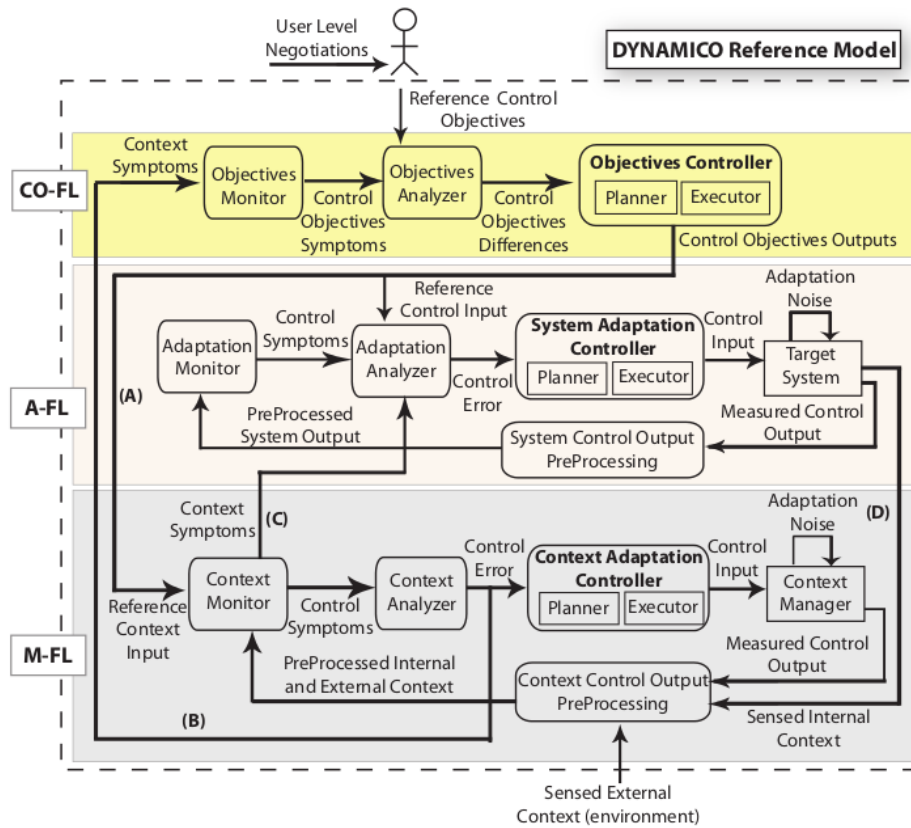 User Level
Negotiations
DYNAMICO Reference Model
Reference Control
Objectives
Context
Symptoms
CO-FL
Objectives
Monitor
Control
Objectives
Symptoms
Objectives
Analyzer
Control
Objectives
Differences
Objectives Controller
Planner
Executor
Control Objectives Outputs
Reference
Control Input
Adaptation
Noise
Control
Symptoms
Adaptation
Monitor
Adaptation
Analyzer
System Adaptation
Controller
Planner
Executor
Control
Input
Target
System
Control
Error
A-FL
(A)
PreProcessed
System Output
System Control Output
PreProcessing
Measured Control
Output
Context
Symptoms
(C)
(D)
Adaptation
Noise
Control
Error
Context Adaptation
Controller
Planner
Executor
Control
Input
Context
Manager
Context
Monitor
Control
Symptoms
Context
Analyzer
Reference
Context
Input
M-FL
PreProcessed Internal
and External Context
Context Control Output
PreProcessing
Measured Control
Output
Sensed Internal
Context
(B)
Sensed External
Context (environment)